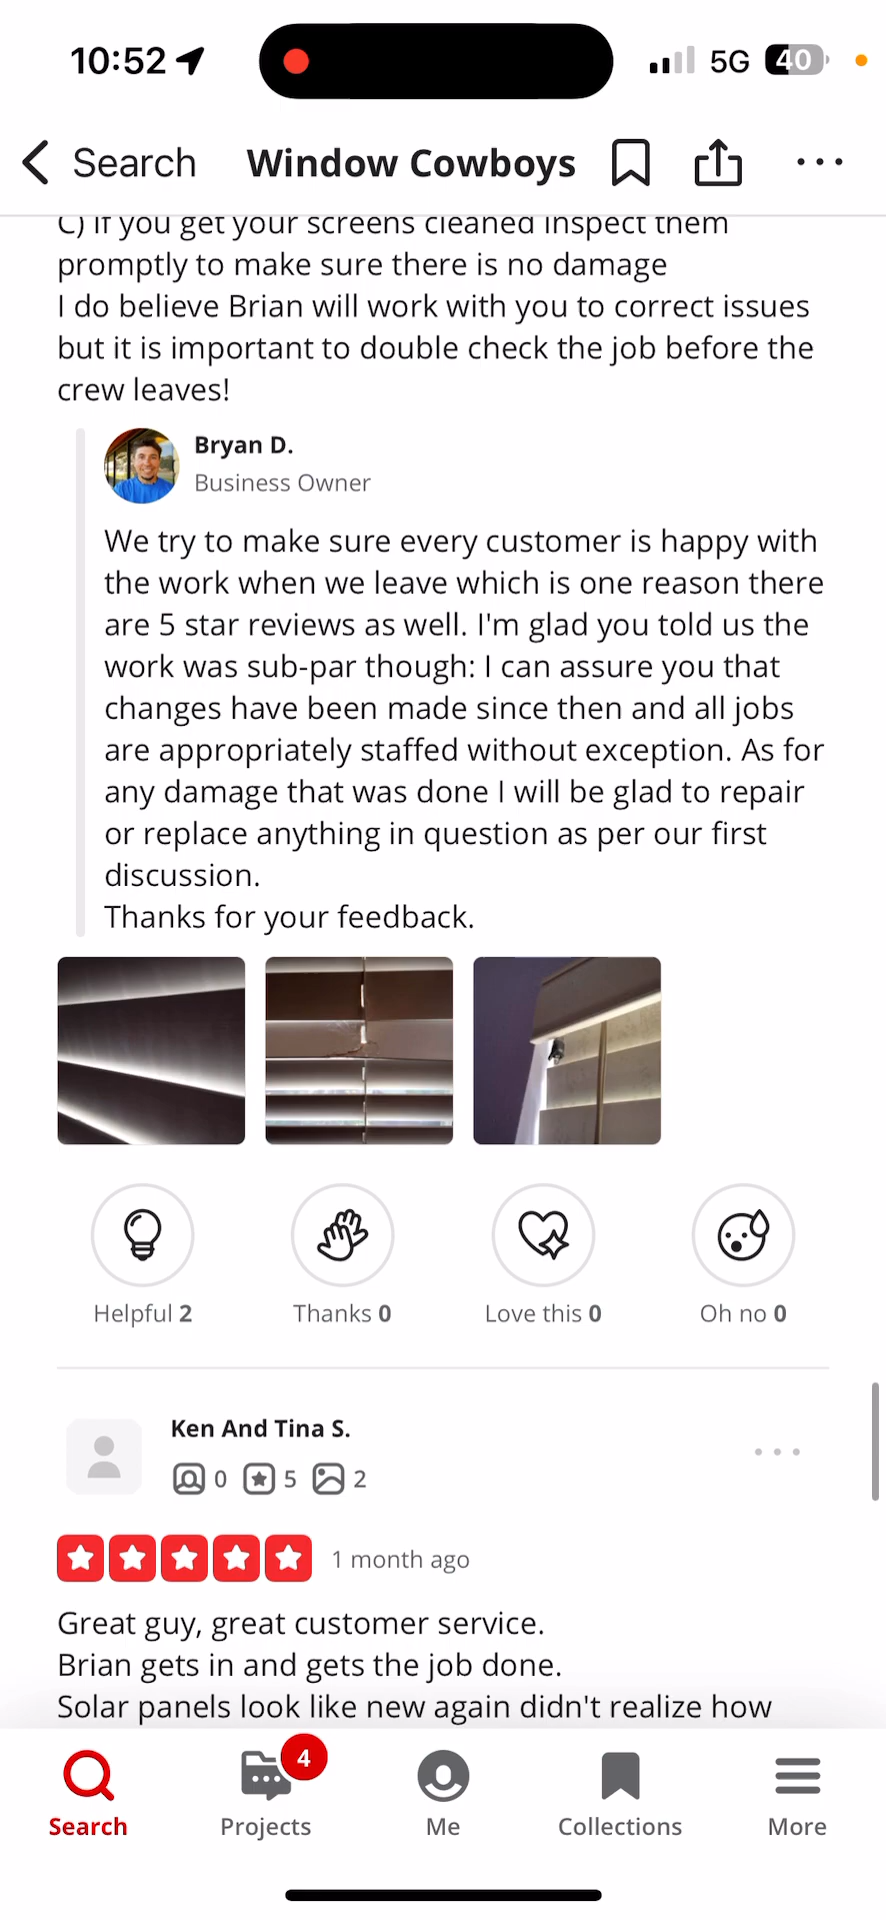 10:52
5G
40
Search
Window Cowboys
C) If you get your screens cleaned inspect them
promptly to make sure there is no damage
I do believe Brian will work with you to correct issues
but it is important to double check the job before the
crew leaves!
Bryan D.
Business Owner
We try to make sure every customer is happy with
the work when we leave which is one reason there
are 5 star reviews as well. I'm glad you told us the
work was sub-par though: I can assure you that
changes have been made since then and all jobs
are appropriately staffed without exception. As for
any damage that was done I will be glad to repair
or replace anything in question as per our first
discussion.
Thanks for your feedback.
Helpful 2
Thanks 0
Love this 0
Oh no 0
Ken And Tina S.
0
5
2
1 month ago
Great guy, great customer service.
Brian gets in and gets the job done.
Solar panels look like new again didn't realize how
4
Search
Projects
Me
Collections
More